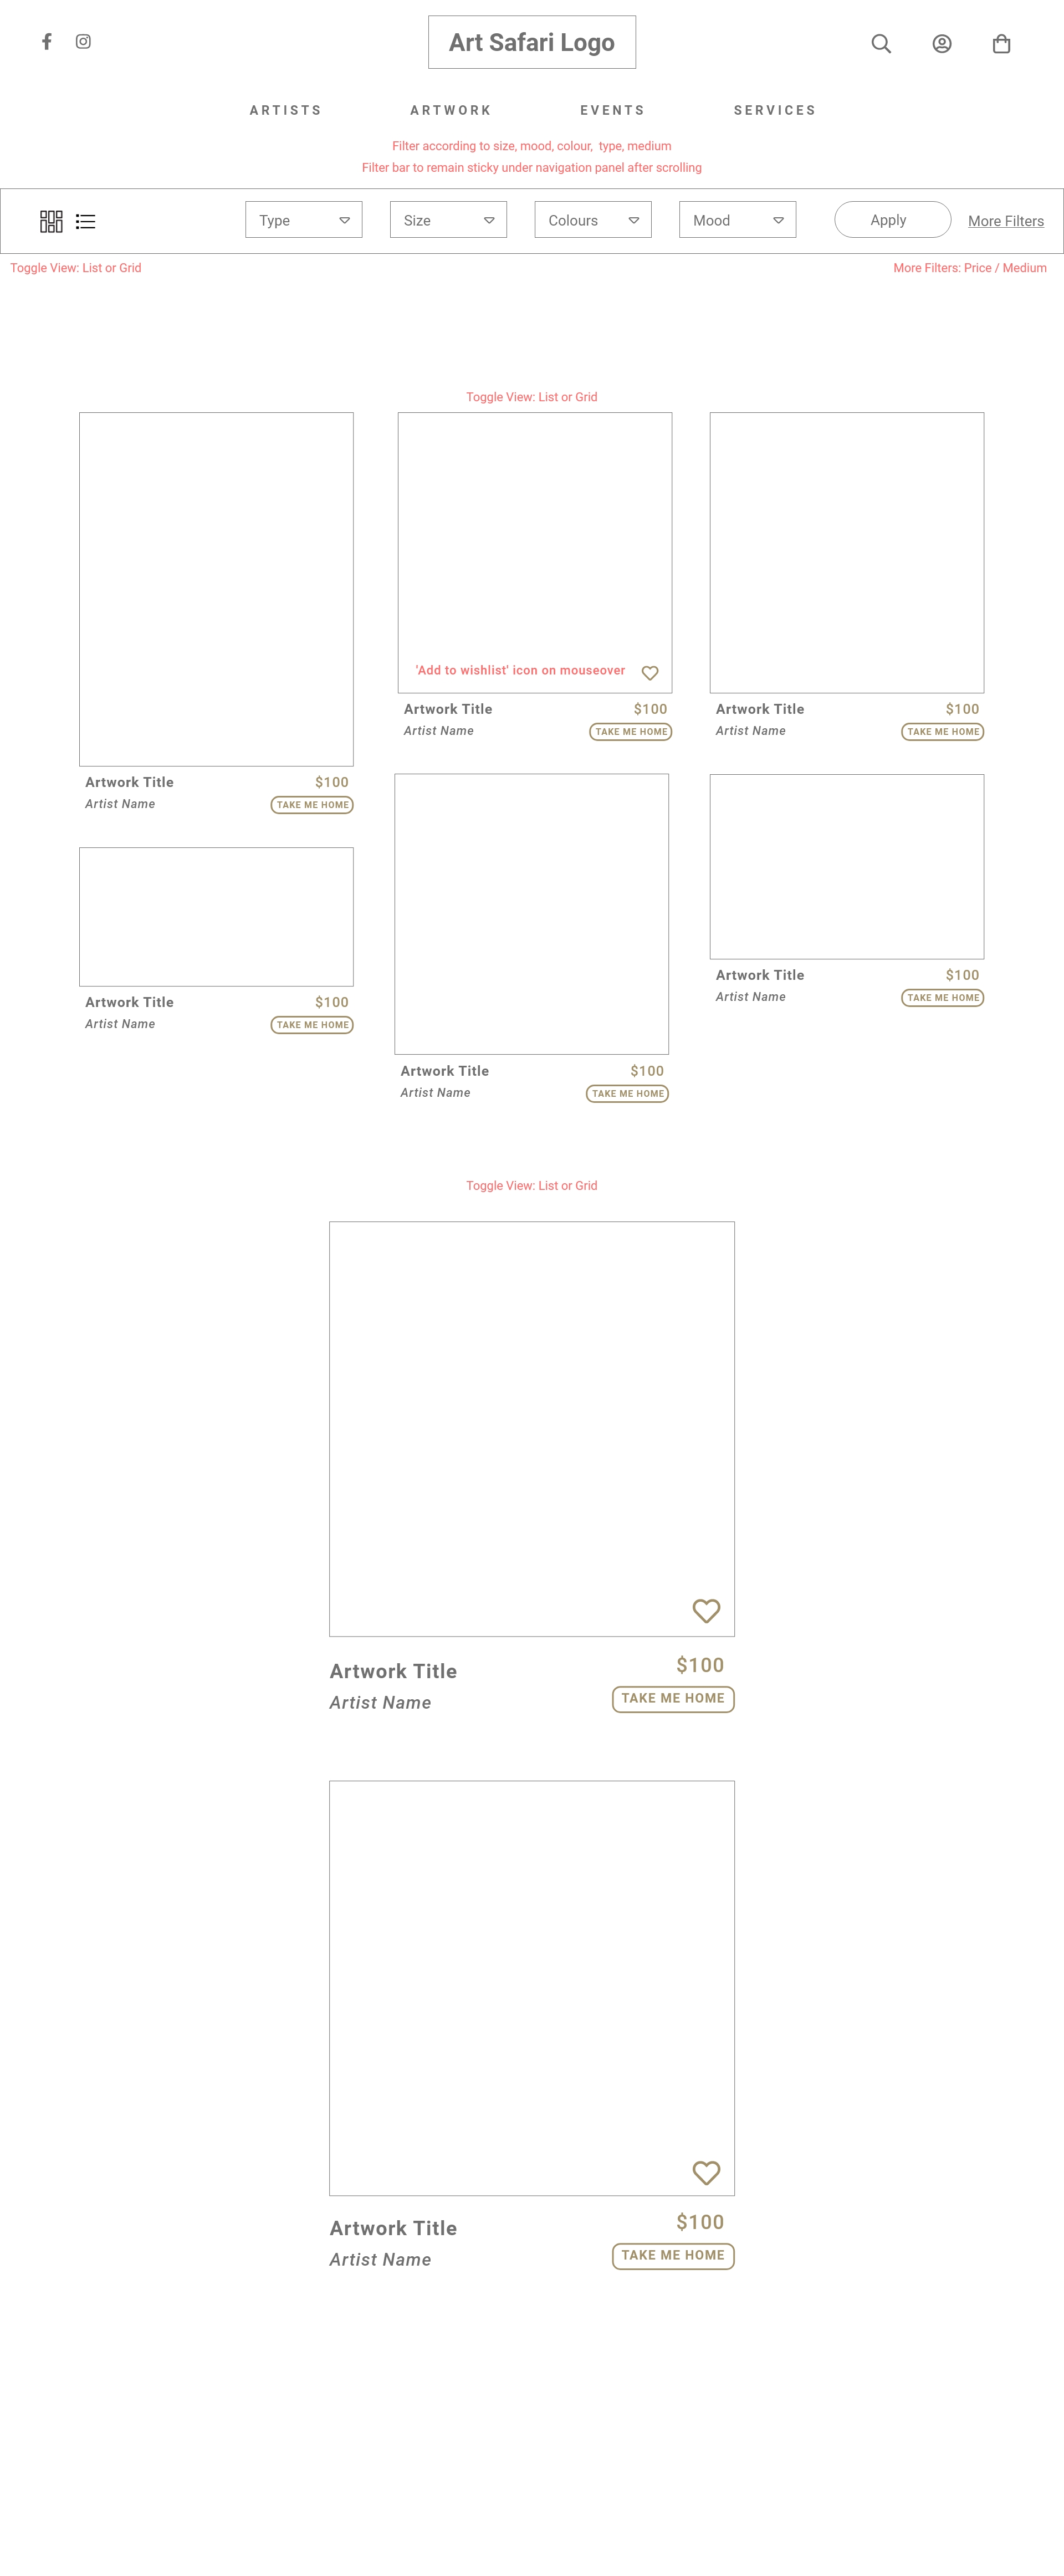 Art Safari Logo
ARTISTS ARTWORK EVENTS SERVICES
Filter according to size, mood, colour,  type, medium
Filter bar to remain sticky under navigation panel after scrolling
Type Size Colours Mood Apply More Filters
Toggle View: List or Grid More Filters: Price / Medium
Toggle View: List or Grid
'Add to wishlist' icon on mouseover
Artwork Title $100 Artwork Title $100
Artist Name TAKE ME HOME Artist Name TAKE ME HOME
Artwork Title $100
Artist Name TAKE ME HOME
Artwork Title $100
Artist Name TAKE ME HOME
Artwork Title $100
Artist Name TAKE ME HOME
Artwork Title $100
Artist Name TAKE ME HOME
Toggle View: List or Grid
Artwork Title $100
Artist Name TAKE ME HOME
Artwork Title $100
Artist Name TAKE ME HOME